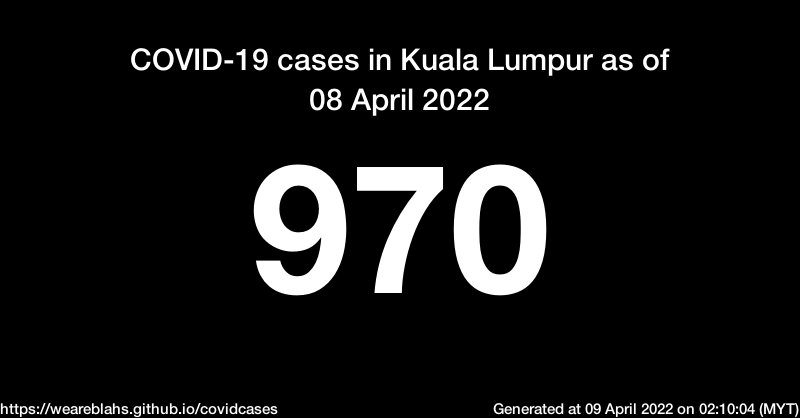 COVID-19 cases in Kuala Lumpur as of
08 April 2022
970
https://weareblahs.github.io/covidcases
Generated at 09 April 2022 on 02:10:04 (MYT)